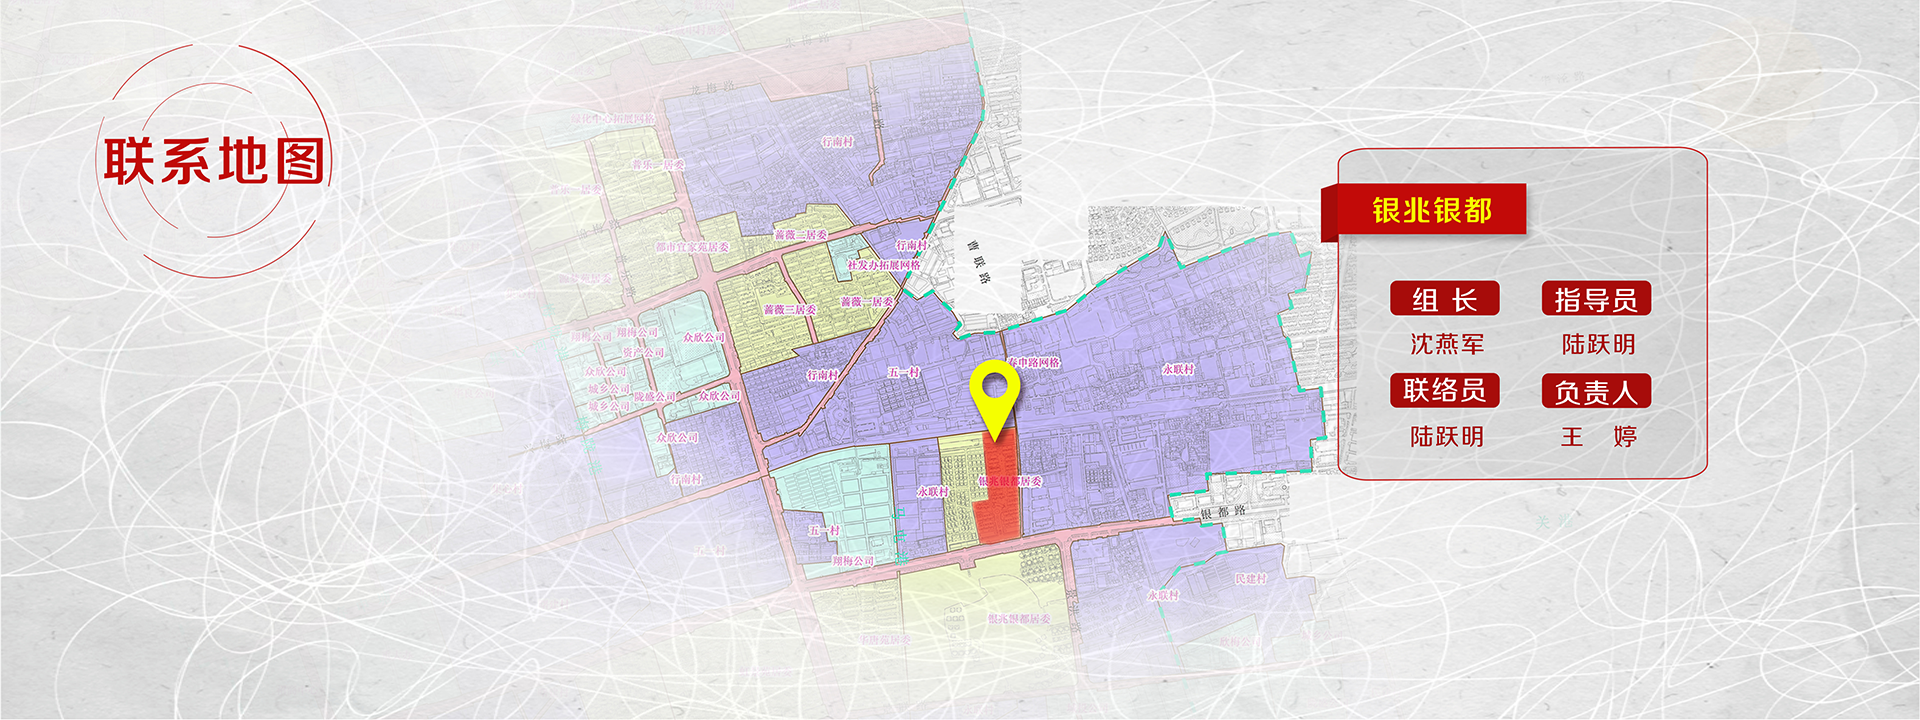 联系地图
龙梅路
绿化中心拓展网格
行南村
普乐二居委
蔷薇二居委
都市宜家苑居委
行南村
社发办拓展网格
曹联路
蔷薇一居委
蔷薇三居委
翔梅公司
翔梅公司
众欣公司
资产公司
春申路网格
众欣公司
行南村
五一村
永联村
城乡公司
陇盛公司
众欣公司
城乡公司
众欣公司
行南村
银兆银都居委
永联村
银都路
五一村
翔梅公司
民建村
永联村
银兆银都居委
银兆银都
组 长
指导员
沈燕军
陆跃明
联络员
负责人
陆跃明
王 婷